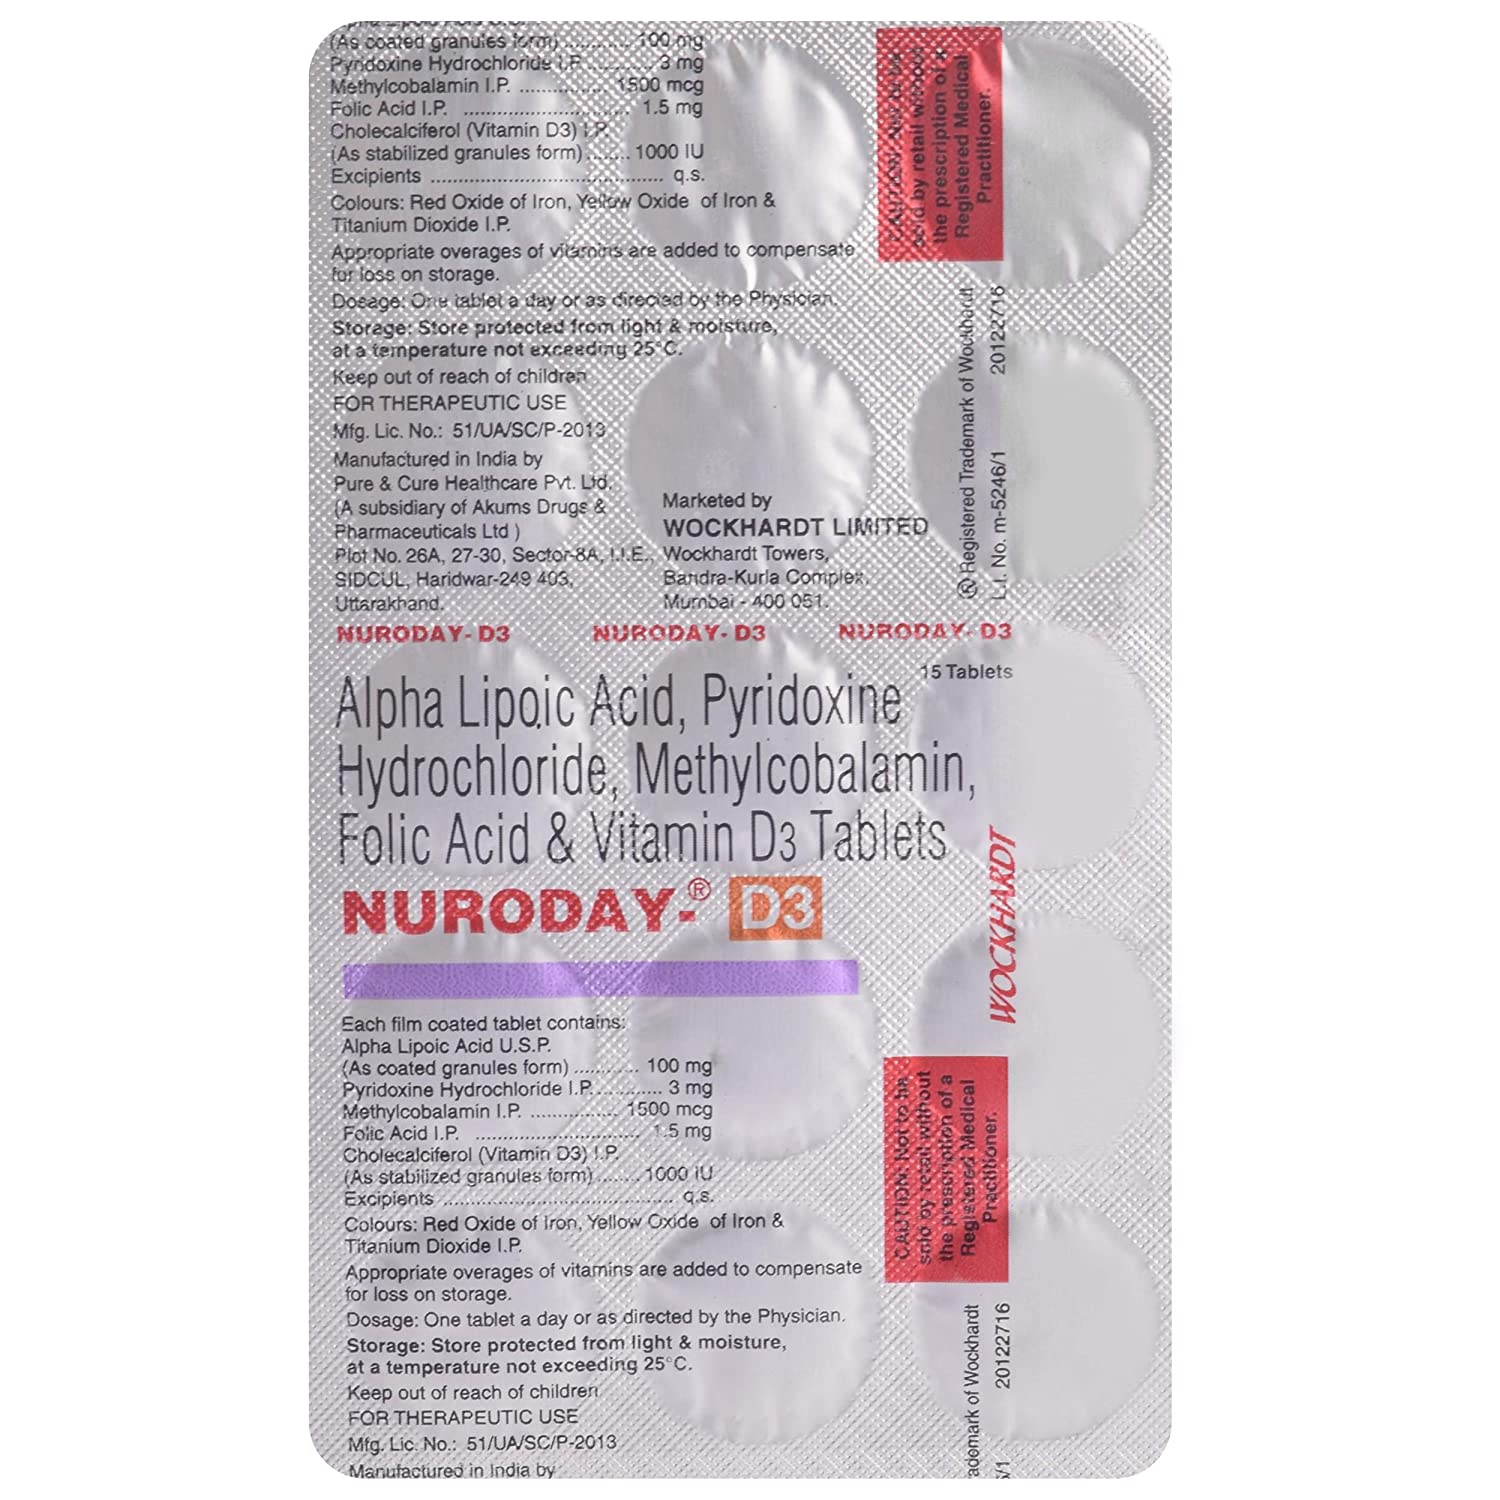 (As coated granules form) ........... 100 mg
Pyridoxine Hydrochloride I.P. ........... 3 mg
Methylcobalamin I.P. ............... 1500 mcg
Folic Acid I.P. ............................ 1.5 mg
Cholecalciferol (Vitamin D3) I.P.
(As stabilized granules form) ....... 1000 IU
Excipients ...................................... q.s.
Colours: Red Oxide of Iron, Yellow Oxide of Iron &
Titanium Dioxide I.P.
Appropriate overages of vitamins are added to compensate
for loss on storage.
Dosage: One tablet a day or as directed by the Physician.
Storage: Store protected from light & moisture,
at a temperature not exceeding 25°C.
Keep out of reach of children
FOR THERAPEUTIC USE
Mfg. Lic. No.: 51/UA/SC/P-2013
Manufactured in India by
Pure & Cure Healthcare Pvt. Ltd.
(A subsidiary of Akums Drugs &
Pharmaceuticals Ltd )
Plot No. 26A, 27-30, Sector-8A, I.I.E.,
SIDCUL, Haridwar-249 403,
Uttarakhand.
Marketed by
WOCKHARDT LIMITED
Wockhardt Towers,
Bandra-Kurla Complex,
Mumbai - 400 051.
CAUTION: Not to be
sold by retail without
the prescription of a
Registered Medical
Practitioner.
® Registered Trademark of Wockhardt
L.I. No. m-5246/1 20122716
NURODAY- D3 NURODAY- D3 NURODAY- D3
15 Tablets
Alpha Lipoic Acid, Pyridoxine
Hydrochloride, Methylcobalamin,
Folic Acid & Vitamin D3 Tablets
NURODAY-® D3
WOCKHARDT
Each film coated tablet contains:
Alpha Lipoic Acid U.S.P.
(As coated granules form) ........... 100 mg
Pyridoxine Hydrochloride I.P............ 3 mg
Methylcobalamin I.P. ............... 1500 mcg
Folic Acid I.P. ............................ 1.5 mg
Cholecalciferol (Vitamin D3) I.P.
(As stabilized granules form) ....... 1000 IU
Excipients ...................................... q.s.
Colours: Red Oxide of Iron, Yellow Oxide of Iron &
Titanium Dioxide I.P.
Appropriate overages of vitamins are added to compensate
for loss on storage.
Dosage: One tablet a day or as directed by the Physician.
Storage: Store protected from light & moisture,
at a temperature not exceeding 25°C.
Keep out of reach of children
FOR THERAPEUTIC USE
Mfg. Lic. No.: 51/UA/SC/P-2013
Manufactured in India by
CAUTION: Not to be
sold by retail without
the prescription of a
Registered Medical
Practitioner.
ademark of Wockhardt
/1 20122716